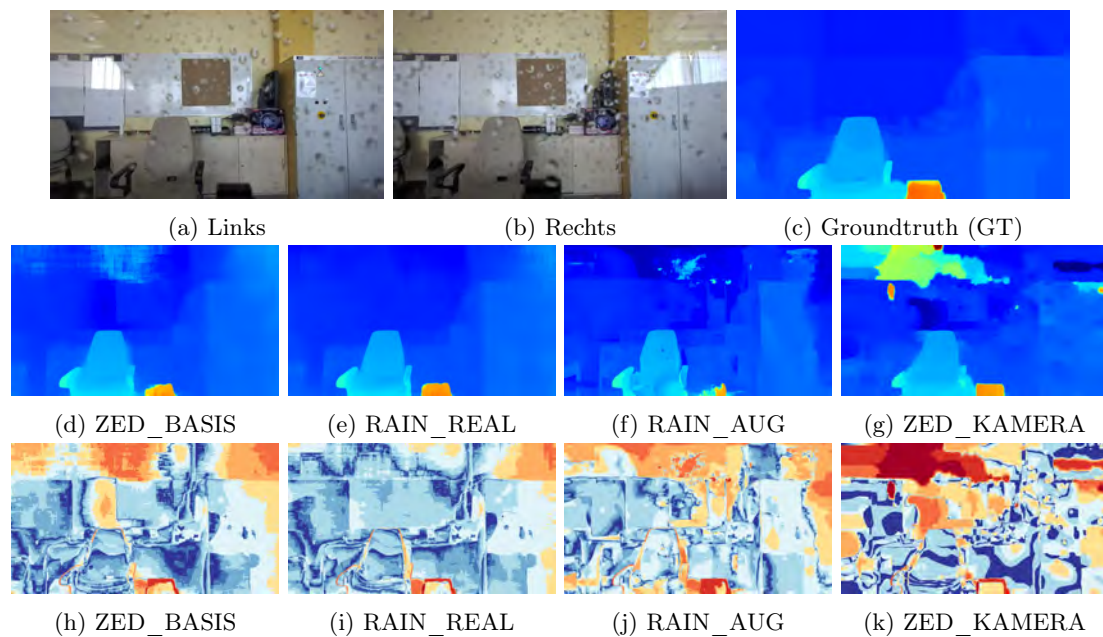 (a) Links
(b) Rechts
(c) Groundtruth (GT)
(d) ZED_BASIS
(e) RAIN_REAL
(f) RAIN_AUG
(g) ZED_KAMERA
(h) ZED_BASIS
(i) RAIN_REAL
(j) RAIN_AUG
(k) ZED_KAMERA